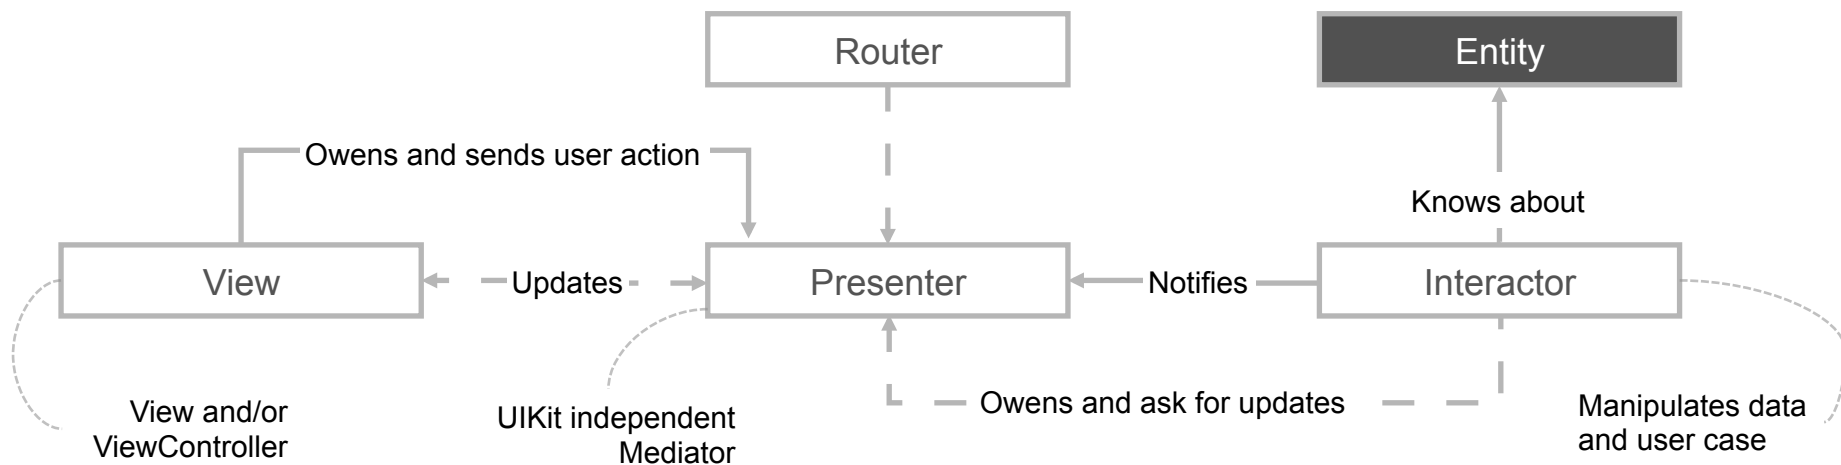 Router
Entity
Owens and sends user action
Knows about
View
Updates
Presenter
Notifies
Interactor
View and/or
ViewController
UIKit independent
Mediator
Owens and ask for updates
Manipulates data
and user case